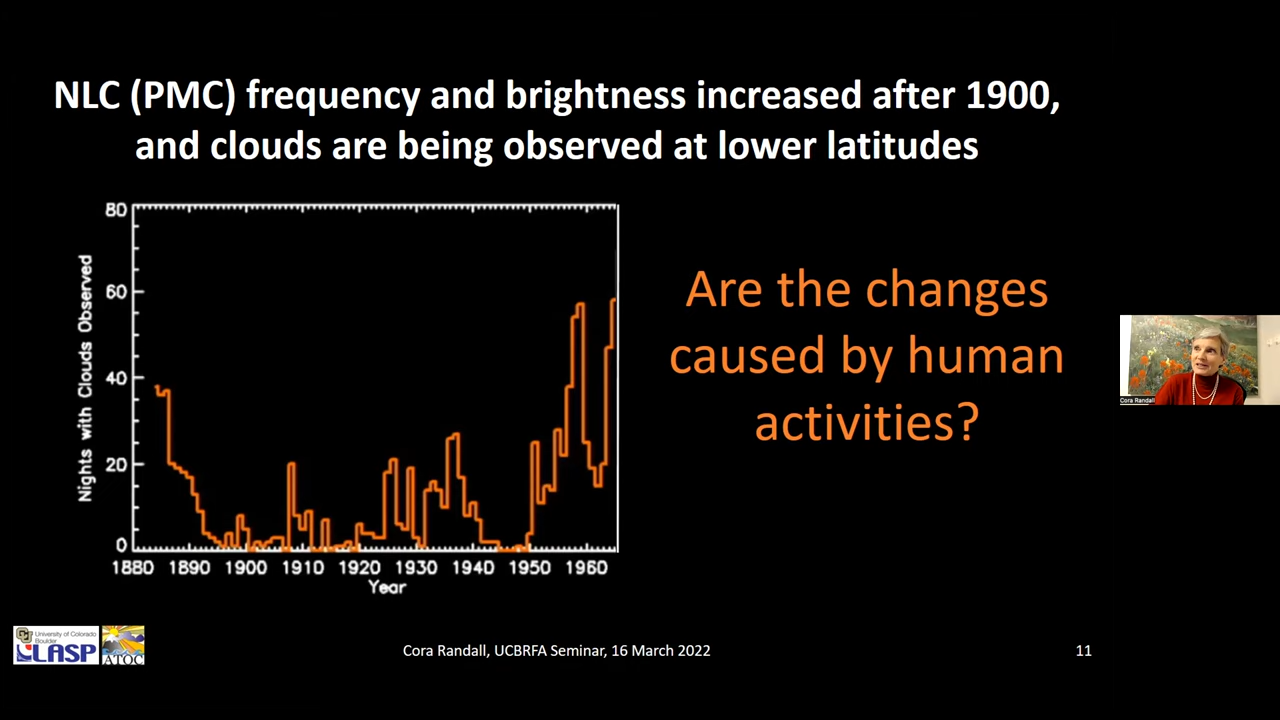 NLC (PMC) frequency and brightness increased after 1900,
and clouds are being observed at lower latitudes
80
60
40
20
0
Nights with Clouds Observed
1880 1890 1900 1910 1920 1930 1940 1950 1960
Year
Are the changes
caused by human
activities?
Cora Randall
University of Colorado
Boulder
LASP
ATOC
Cora Randall, UCBRFA Seminar, 16 March 2022
11